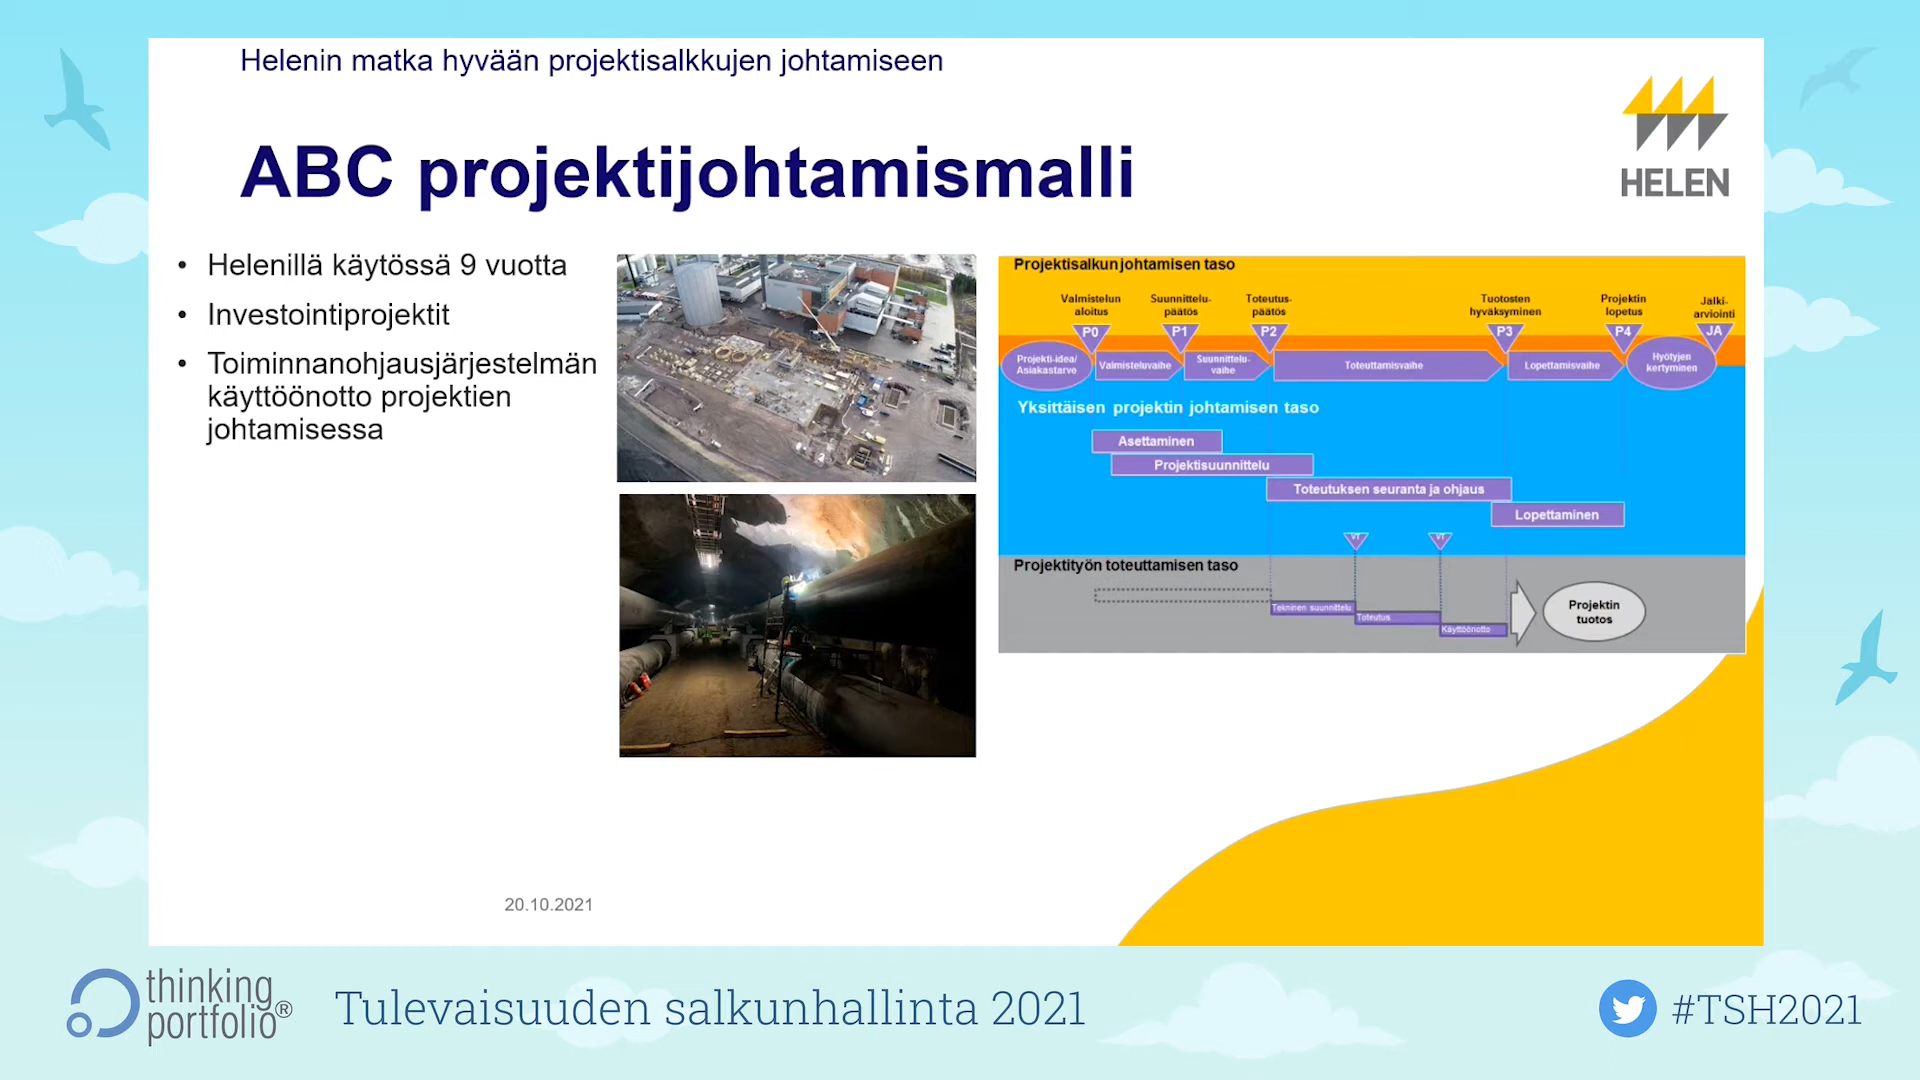 Helenin matka hyvään projektisalkkujen johtamiseen
HELEN
ABC projektijohtamismalli
• Helenillä käytössä 9 vuotta
• Investointiprojektit
• Toiminnanohjausjärjestelmän
käyttöönotto projektien
johtamisessa
Projektisalkun johtamisen taso
Valmistelun
aloitus
Suunnittelu-
päätös
Toteutus-
päätös
Tuotosten
hyväksyminen
Projektin
lopetus
Jälki-
arviointi
P0
P1
P2
P3
P4
JA
Projekti-idea/
Asiakastarve
Valmisteluvaihe
Suunnittelu-
vaihe
Toteuttamisvaihe
Lopettamisvaihe
Hyötyjen
kertyminen
Yksittäisen projektin johtamisen taso
Asettaminen
Projektisuunnittelu
Toteutuksen seuranta ja ohjaus
Lopettaminen
VT
VT
Projektityön toteuttamisen taso
Tekninen suunnittelu
Toteutus
Käyttöönotto
Projektin
tuotos
20.10.2021
thinking
portfolio®
Tulevaisuuden salkunhallinta 2021
#TSH2021